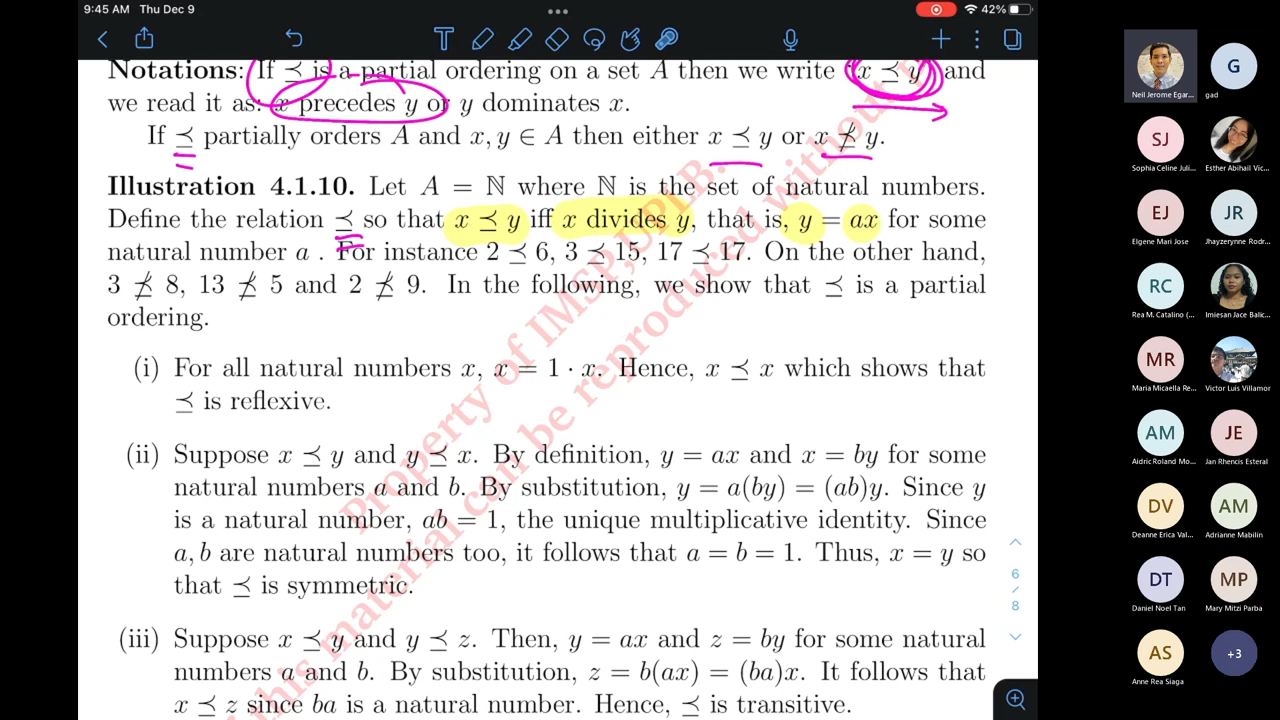 9:45 AM Thu Dec 9
42%
Notations: If ⪯ is a partial ordering on a set A then we write x ⪯ y and
we read it as: x precedes y or y dominates x.
If ⪯ partially orders A and x, y ∈ A then either x ⪯ y or x ⋠ y.
Illustration 4.1.10. Let A = ℕ where ℕ is the set of natural numbers.
Define the relation ⪯ so that x ⪯ y iff x divides y, that is, y = ax for some
natural number a . For instance 2 ⪯ 6, 3 ⪯ 15, 17 ⪯ 17. On the other hand,
3 ⋠ 8, 13 ⋠ 5 and 2 ⋠ 9. In the following, we show that ⪯ is a partial
ordering.
(i) For all natural numbers x, x = 1 · x. Hence, x ⪯ x which shows that
⪯ is reflexive.
(ii) Suppose x ⪯ y and y ⪯ x. By definition, y = ax and x = by for some
natural numbers a and b. By substitution, y = a(by) = (ab)y. Since y
is a natural number, ab = 1, the unique multiplicative identity. Since
a, b are natural numbers too, it follows that a = b = 1. Thus, x = y so
that ⪯ is symmetric.
(iii) Suppose x ⪯ y and y ⪯ z. Then, y = ax and z = by for some natural
numbers a and b. By substitution, z = b(ax) = (ba)x. It follows that
x ⪯ z since ba is a natural number. Hence, ⪯ is transitive.
Property of IMSP, UPLB.
material can be reproduced without
6
/
8
Neil Jerome Egar...
G
gad
SJ
Sophia Celine Juli...
Esther Abihail Vic...
EJ
Elgene Mari Jose
JR
Jhayzerynne Rodr...
RC
Rea M. Catalino (...
Imiesan Jace Balic...
MR
Maria Micaella Re...
Victor Luis Villamor
AM
Aidric Roland Mo...
JE
Jan Rhencis Esteral
DV
Deanne Erica Val...
AM
Adrianne Mabilin
DT
Daniel Noel Tan
MP
Mary Mitzi Parba
AS
Anne Rea Siaga
+3